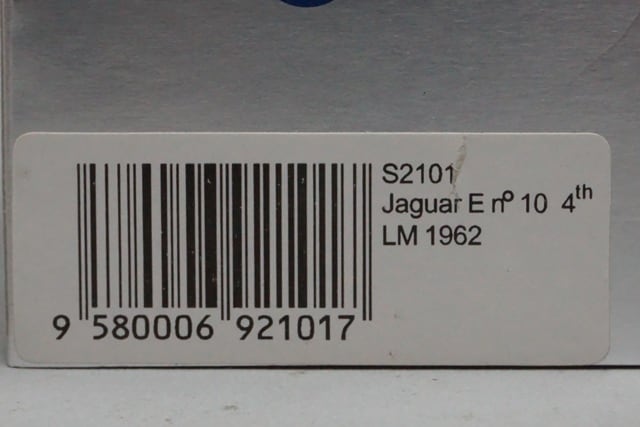 S2101
Jaguar E nº 10 4th
LM 1962
9 580006 921017